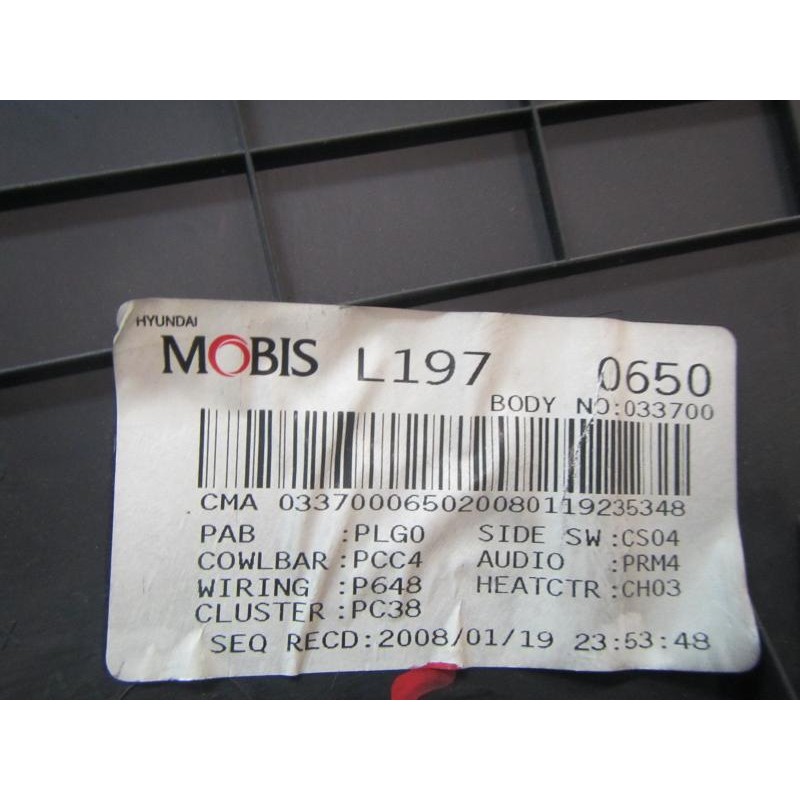 HYUNDAI
MOBIS L197 0650
BODY NO:033700
CMA 033700065020080119235348
PAB :PLG0 SIDE SW:CS04
COWLBAR:PCC4 AUDIO :PRM4
WIRING :P648 HEATCTR:CH03
CLUSTER:PC38
SEQ RECD:2008/01/19 23:53:48